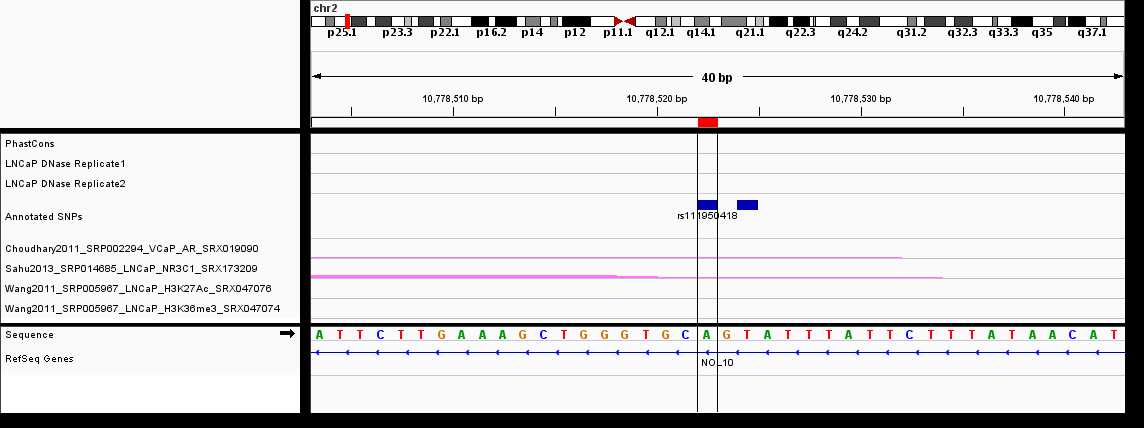 chr2
p25.1 p23.3 p22.1 p16.2 p14 p12 p11.1 q12.1 q14.1 q21.1 q22.3 q24.2 q31.2 q32.3 q33.3 q35 q37.1
40 bp
10,778,510 bp 10,778,520 bp 10,778,530 bp 10,778,540 bp
PhastCons
LNCaP DNase Replicate1
LNCaP DNase Replicate2
Annotated SNPs
rs111950418
Choudhary2011_SRP002294_VCaP_AR_SRX019090
Sahu2013_SRP014685_LNCaP_NR3C1_SRX173209
Wang2011_SRP005967_LNCaP_H3K27Ac_SRX047076
Wang2011_SRP005967_LNCaP_H3K36me3_SRX047074
Sequence A T T C T T G A A A G C T G G G T G C A G T A T T T A T T C T T T A T A A C A T
RefSeq Genes
NOL10